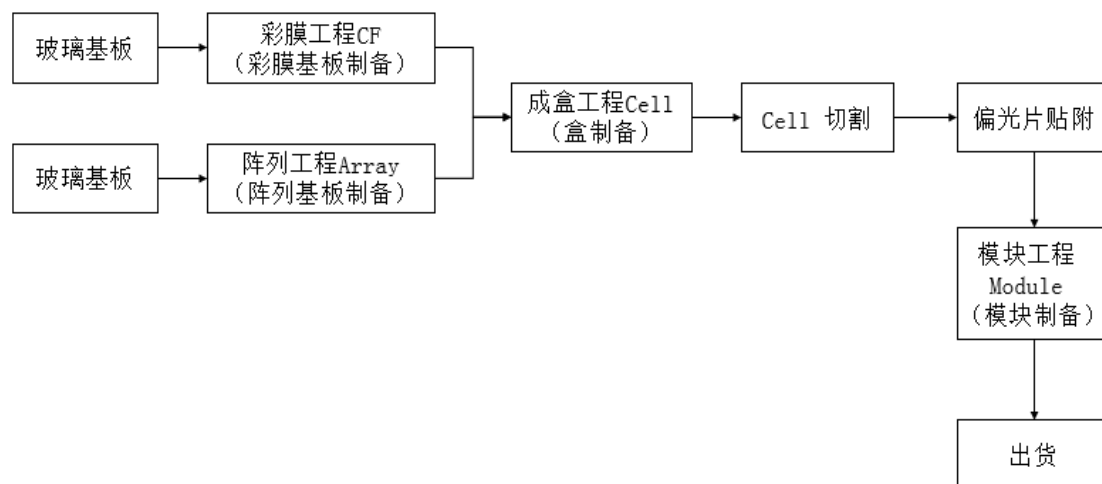 玻璃基板
彩膜工程CF
（彩膜基板制备）
玻璃基板
阵列工程Array
（阵列基板制备）
成盒工程Cell
（盒制备）
Cell 切割
偏光片贴附
模块工程
Module
（模块制备）
出货